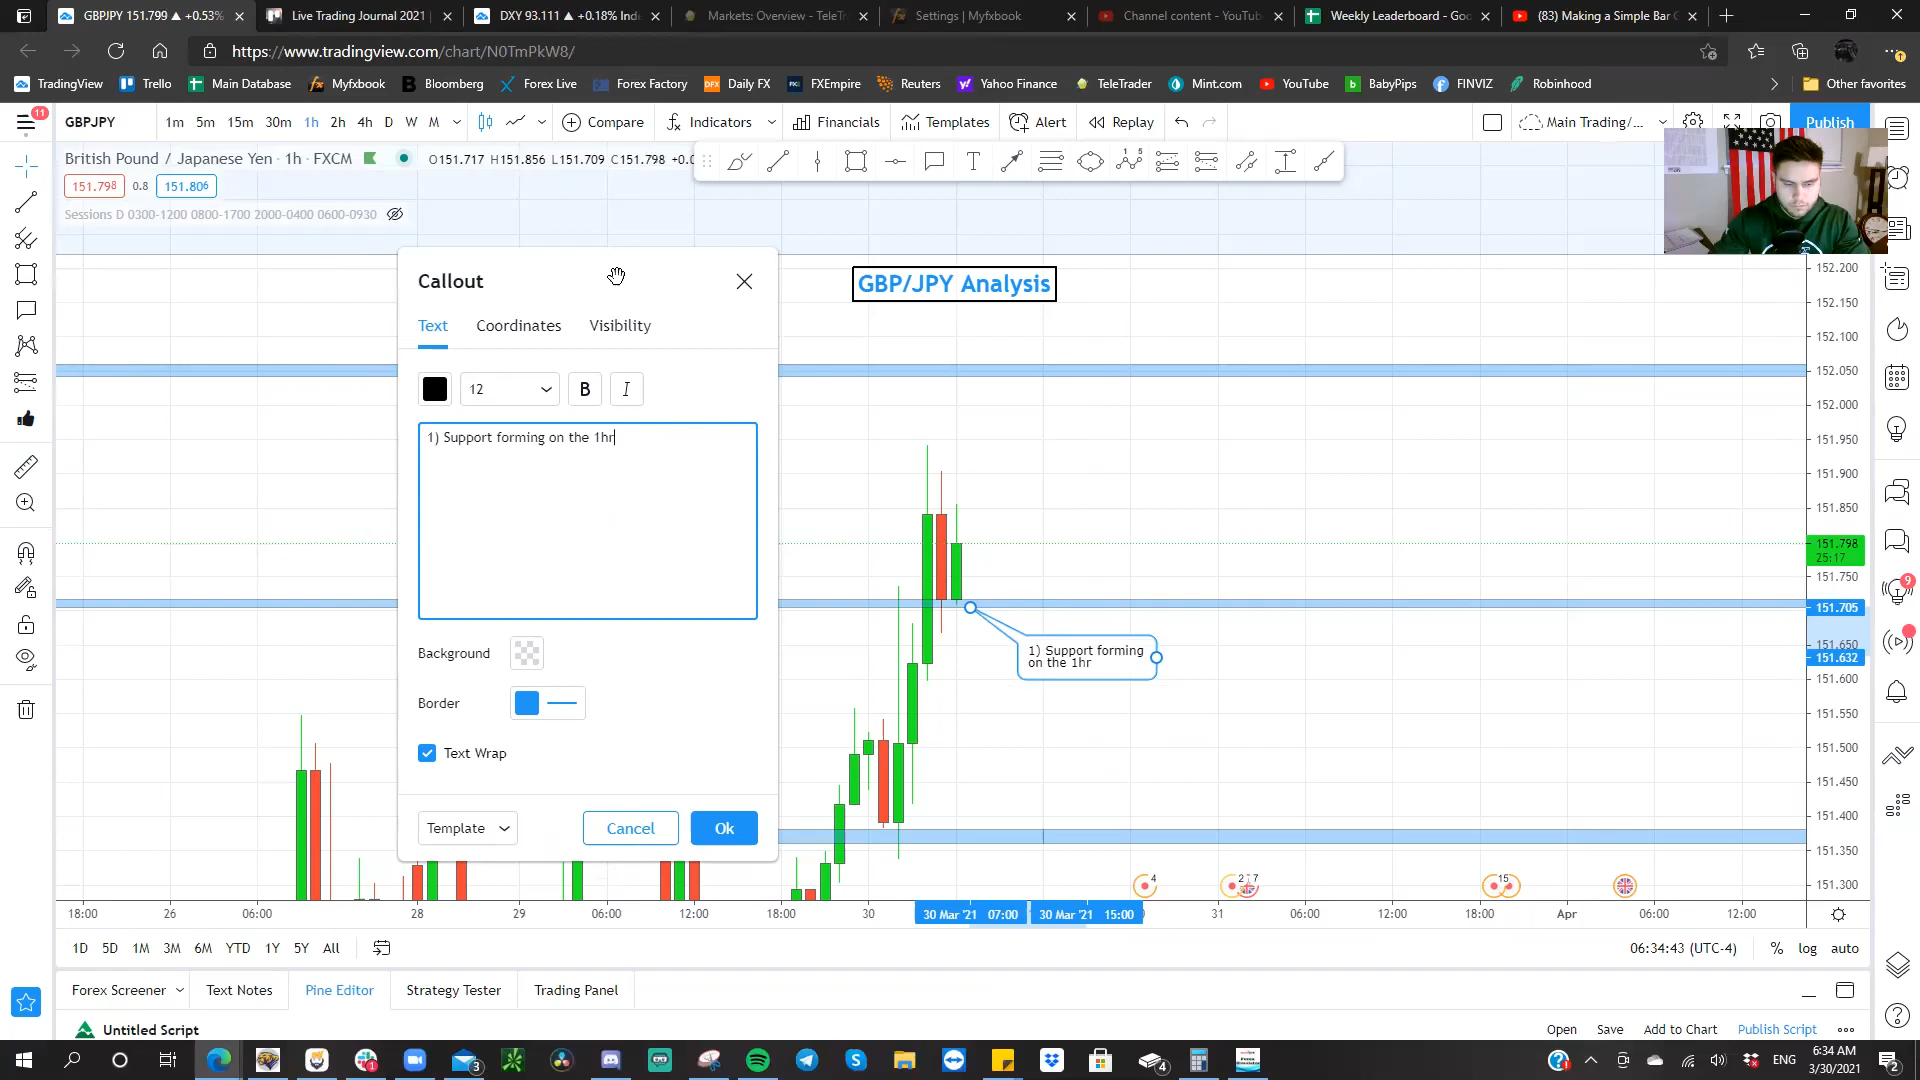 GBPJPY 151.799 ▲ +0.53%
Live Trading Journal 2021
DXY 93.111 ▲ +0.18% Ind
Markets: Overview - TeleTr
Settings | Myfxbook
Channel content - YouTub
Weekly Leaderboard - Goo
(83) Making a Simple Bar C
https://www.tradingview.com/chart/N0TmPkW8/
TradingView
Trello
Main Database
Myfxbook
Bloomberg
Forex Live
Forex Factory
Daily FX
FXEmpire
Reuters
Yahoo Finance
TeleTrader
Mint.com
YouTube
BabyPips
FINVIZ
Robinhood
Other favorites
11
GBPJPY
1m 5m 15m 30m 1h 2h 4h D W M
Compare
Indicators
Financials
Templates
Alert
Replay
Main Trading/...
Publish
British Pound / Japanese Yen · 1h · FXCM
O151.717 H151.856 L151.709 C151.798 +0.0
151.798 0.8 151.806
Sessions D 0300-1200 0800-1700 2000-0400 0600-0930
GBP/JPY Analysis
Callout
Text Coordinates Visibility
12 B I
1) Support forming on the 1hr
Background
Border
Text Wrap
Template
Cancel
Ok
1) Support forming
on the 1hr
152.200
152.150
152.100
152.050
152.000
151.950
151.900
151.850
151.798
25:17
151.750
151.705
151.650
151.632
151.600
151.550
151.500
151.450
151.400
151.350
151.300
9
4
2
7
15
18:00 26 06:00 28 29 06:00 12:00 18:00 30 30 Mar '21 07:00 30 Mar '21 15:00 31 06:00 12:00 18:00 Apr 06:00 12:00
1D 5D 1M 3M 6M YTD 1Y 5Y All
06:34:43 (UTC-4) % log auto
Forex Screener
Text Notes
Pine Editor
Strategy Tester
Trading Panel
Untitled Script
Open Save Add to Chart Publish Script
3
1
4
ENG
6:34 AM
3/30/2021
2